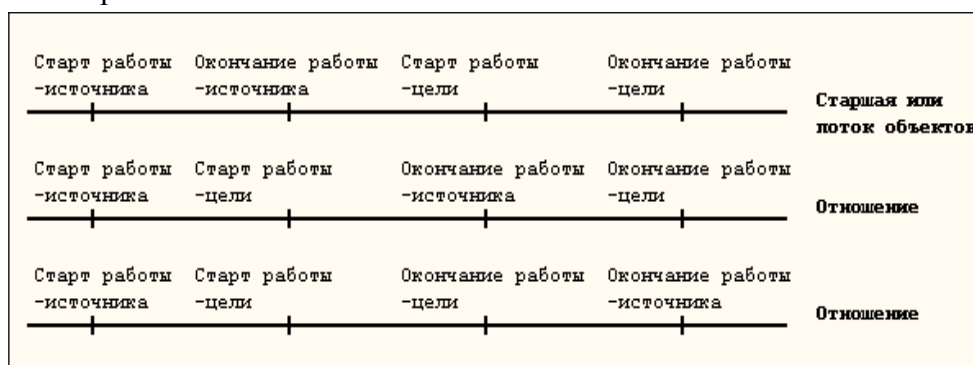 Старт работы Окончание работы Старт работы Окончание работы
-источника -источника -цели -цели
Старшая или
поток объектов
Старт работы Старт работы Окончание работы Окончание работы
-источника -цели -источника -цели
Отношение
Старт работы Старт работы Окончание работы Окончание работы
-источника -цели -цели -источника
Отношение